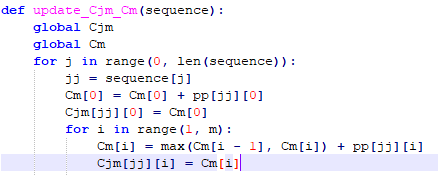 def update_Cjm_Cm(sequence):
    global Cjm
    global Cm
    for j in range(0, len(sequence)):
        jj = sequence[j]
        Cm[0] = Cm[0] + pp[jj][0]
        Cjm[jj][0] = Cm[0]
        for i in range(1, m):
            Cm[i] = max(Cm[i - 1], Cm[i]) + pp[jj][i]
            Cjm[jj][i] = Cm[i]